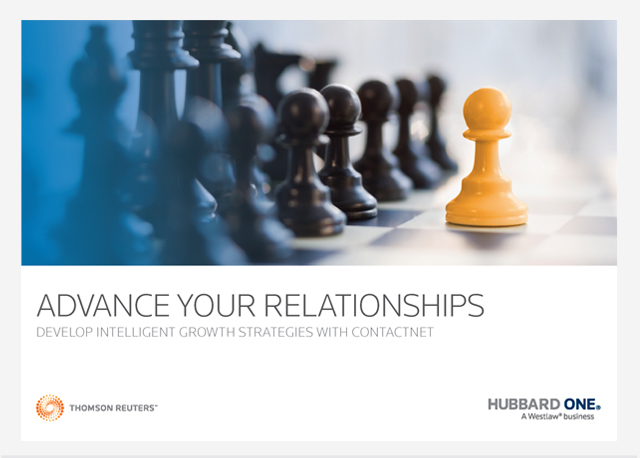 ADVANCE YOUR RELATIONSHIPS
DEVELOP INTELLIGENT GROWTH STRATEGIES WITH CONTACTNET
THOMSON REUTERS™
HUBBARD ONE®
A Westlaw® business